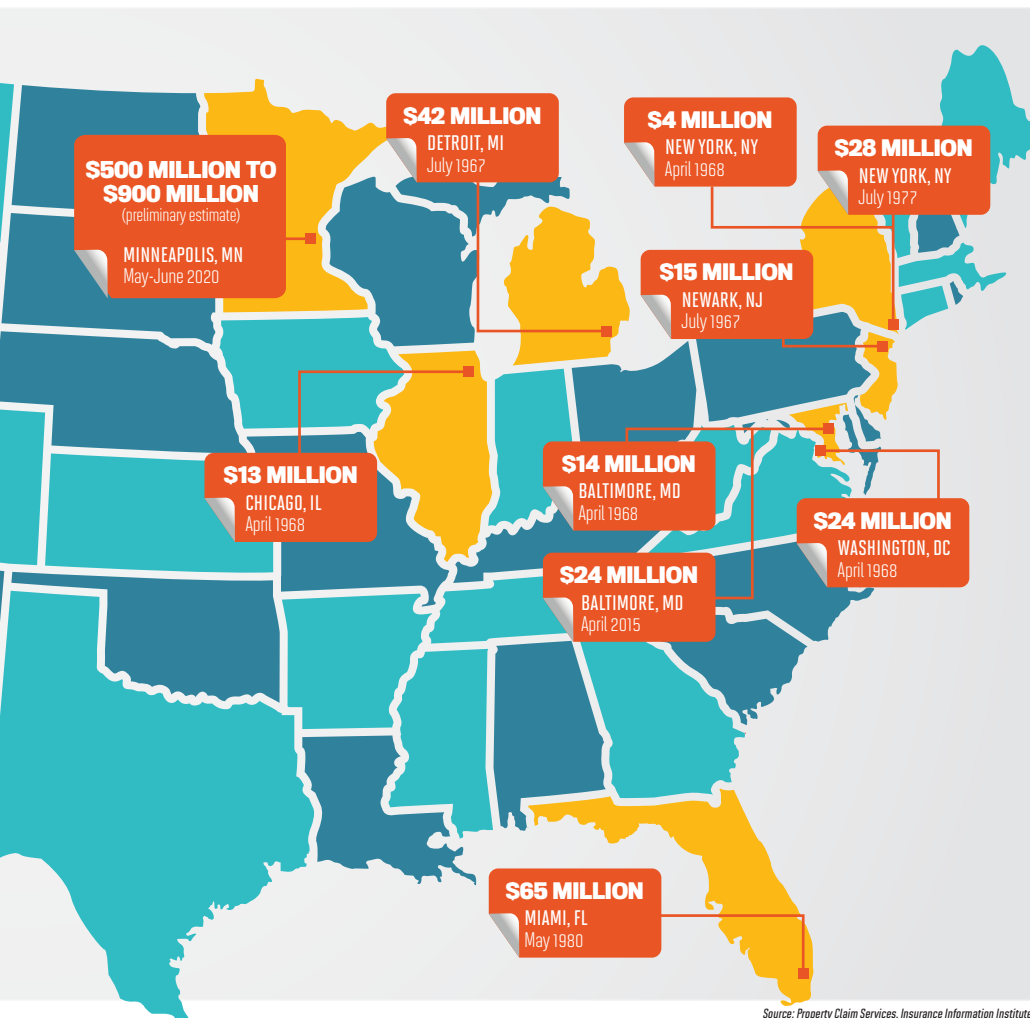 $42 MILLION
DETROIT, MI
July 1967
$4 MILLION
NEW YORK, NY
April 1968
$28 MILLION
NEW YORK, NY
July 1977
$500 MILLION TO
$900 MILLION
(preliminary estimate)
MINNEAPOLIS, MN
May-June 2020
$15 MILLION
NEWARK, NJ
July 1967
$13 MILLION
CHICAGO, IL
April 1968
$14 MILLION
BALTIMORE, MD
April 1968
$24 MILLION
WASHINGTON, DC
April 1968
$24 MILLION
BALTIMORE, MD
April 2015
$65 MILLION
MIAMI, FL
May 1980
Source: Property Claim Services, Insurance Information Institute